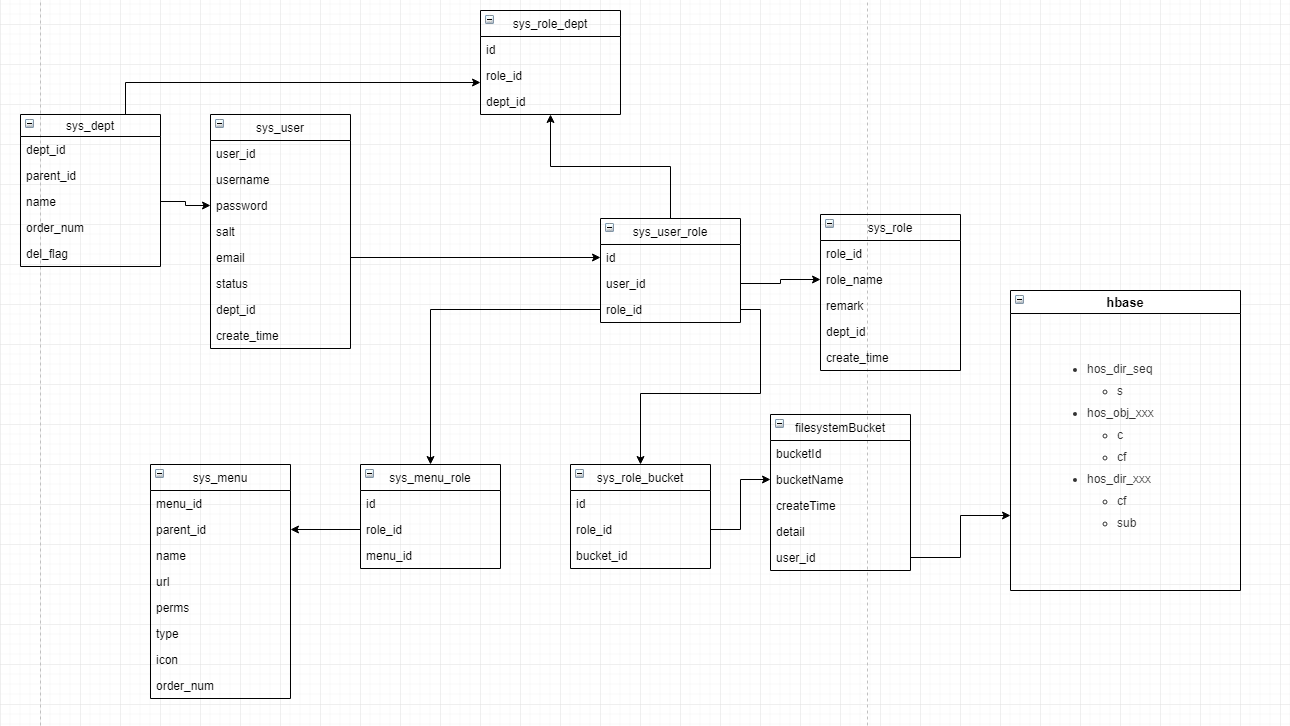 sys_role_dept
id
role_id
dept_id
sys_dept
dept_id
parent_id
name
order_num
del_flag
sys_user
user_id
username
password
salt
email
status
dept_id
create_time
sys_user_role
id
user_id
role_id
sys_role
role_id
role_name
remark
dept_id
create_time
hbase
hos_dir_seq
s
hos_obj_xxx
c
cf
hos_dir_xxx
cf
sub
filesystemBucket
bucketId
bucketName
createTime
detail
user_id
sys_menu
menu_id
parent_id
name
url
perms
type
icon
order_num
sys_menu_role
id
role_id
menu_id
sys_role_bucket
id
role_id
bucket_id